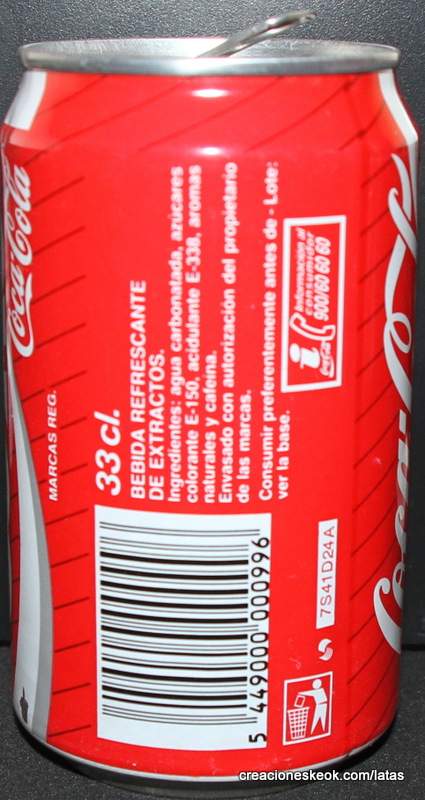 Coca-Cola
MARCAS REG.
33 cl.
BEBIDA REFRESCANTE
DE EXTRACTOS.
Ingredientes: agua carbonatada, azúcares
colorante E-150, acidulante E-338, aromas
naturales y cafeína.
Envasado con autorización del propietario
de las marcas.
Consumir preferentemente antes de - Lote:
ver la base.
i
Coca-Cola
Información al
Consumidor
900/60 60 60
5 449000 000996
7S41D24A
Coca
creacioneskeok.com/latas